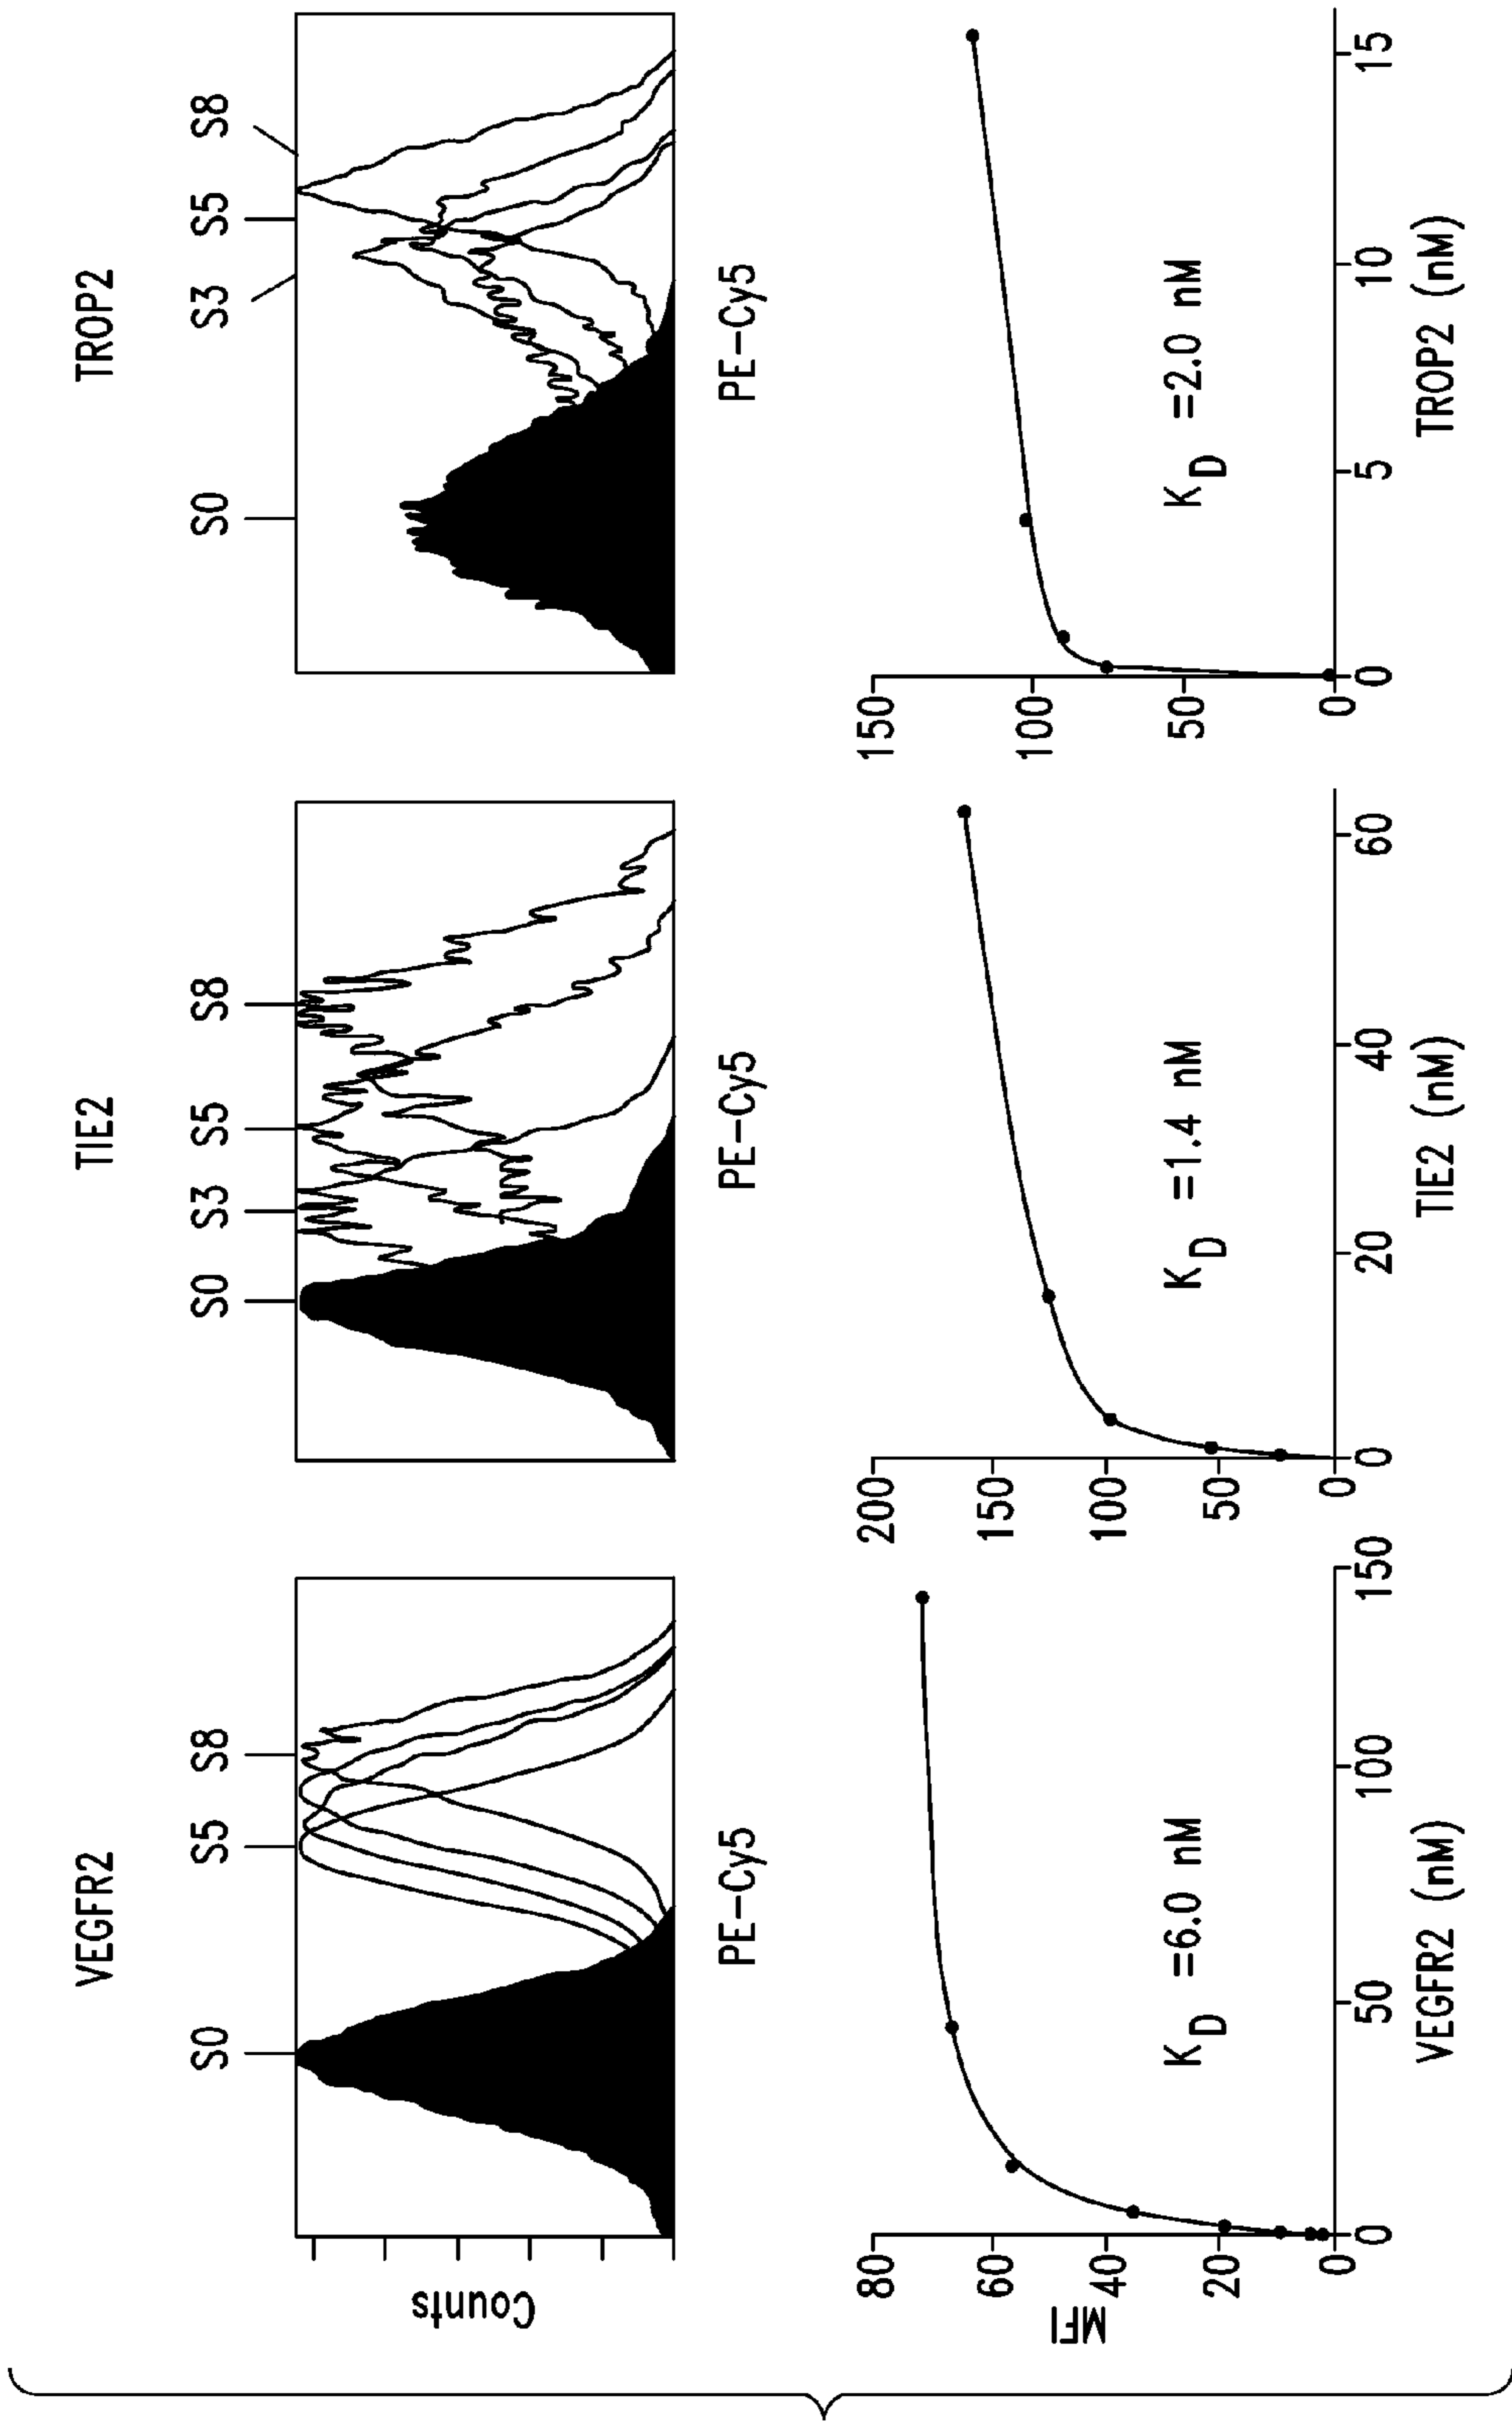 VEGFR2
TIE2
TROP2
S0
S5
S8
S0
S3
S5
S8
S0
S3
S5
S8
Counts
PE-Cy5
PE-Cy5
PE-Cy5
MFI
80
60
40
20
0
KD =6.0 nM
0
50
100
150
VEGFR2 (nM)
200
150
100
50
0
KD =1.4 nM
0
20
40
60
TIE2 (nM)
150
100
50
0
KD =2.0 nM
0
5
10
15
TROP2 (nM)